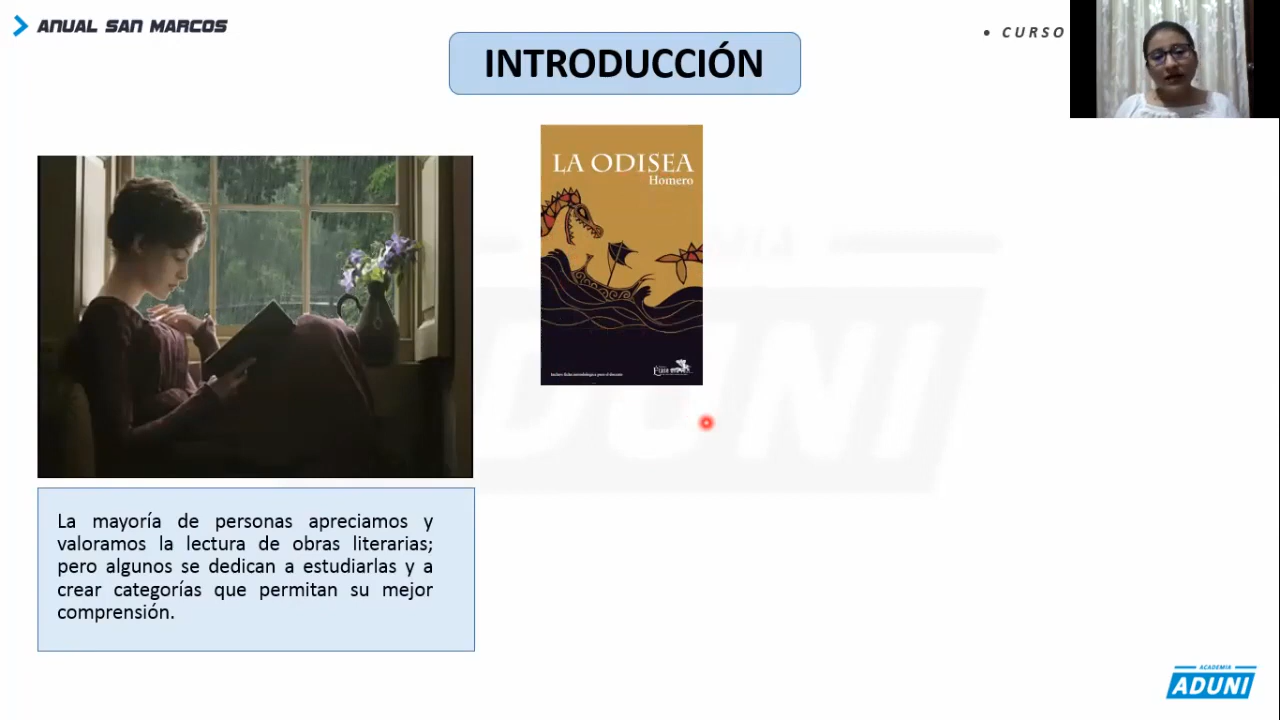 ANUAL SAN MARCOS
• CURSO
INTRODUCCIÓN
LA ODISEA
Homero
La mayoría de personas apreciamos y
valoramos la lectura de obras literarias;
pero algunos se dedican a estudiarlas y a
crear categorías que permitan su mejor
comprensión.
ADUNI
ACADEMIA
ADUNI